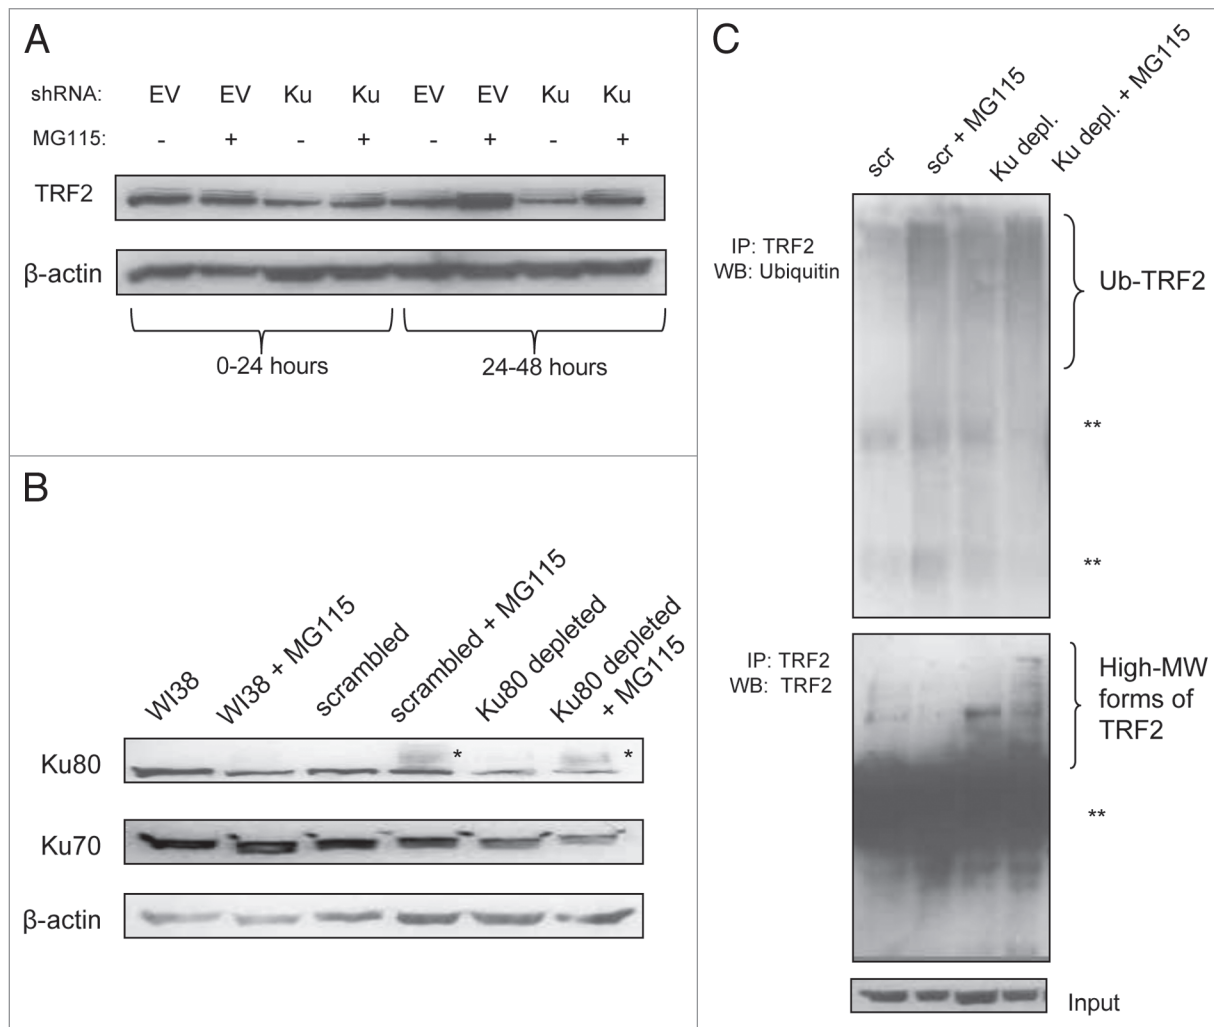 A
shRNA: EV EV Ku Ku EV EV Ku Ku
MG115: - + - + - + - +
TRF2
β-actin
0-24 hours 24-48 hours
B
WI38 WI38 + MG115 scrambled scrambled + MG115 Ku80 depleted Ku80 depleted + MG115
Ku80 * *
Ku70
β-actin
C
scr scr + MG115 Ku depl. Ku depl. + MG115
IP: TRF2
WB: Ubiquitin
Ub-TRF2
**
**
IP: TRF2
WB: TRF2
High-MW
forms of
TRF2
**
Input